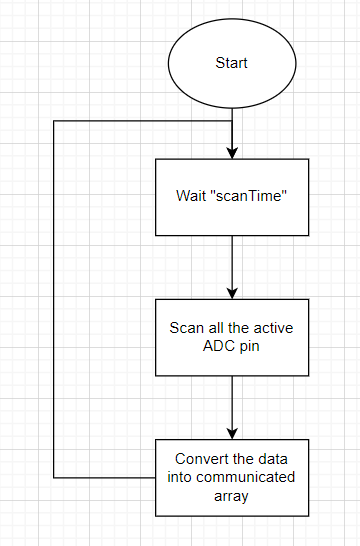 Start
Wait "scanTime"
Scan all the active
ADC pin
Convert the data
into communicated
array